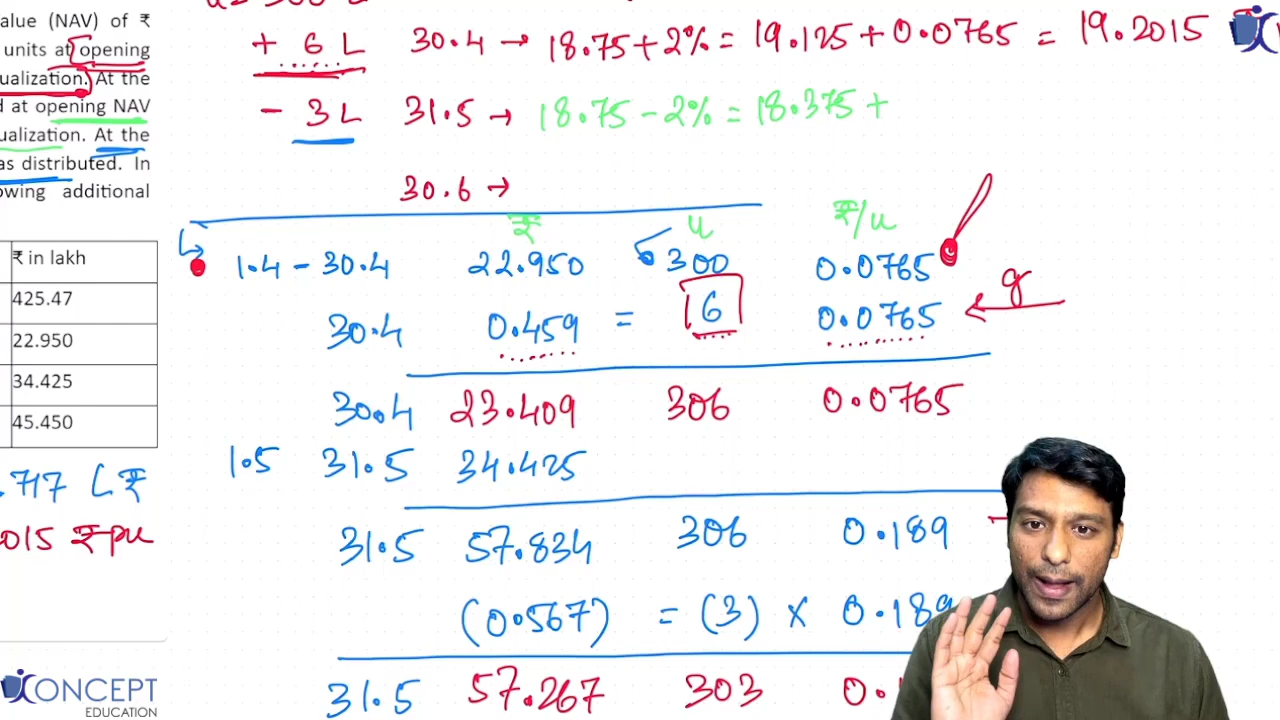 alue (NAV) of ₹
units at opening
ualization. At the
d at opening NAV
ualization. At the
as distributed. In
owing additional
₹ in lakh
425.47
22.950
34.425
45.450
.717 L ₹
015 ₹ pu
CONCEPT
EDUCATION
+ 6 L 30.4 → 18.75 + 2% = 19.125 + 0.0765 = 19.2015
- 3 L 31.5 → 18.75 - 2% = 18.375 +
30.6 →
₹ u ₹/u
1.4 - 30.4 22.950 300 0.0765
30.4 0.459 = 6 0.0765
30.4 23.409 306 0.0765
1.5 31.5 34.425
31.5 57.834 306 0.189
(0.567) = (3) × 0.189
31.5 57.267 303 0.